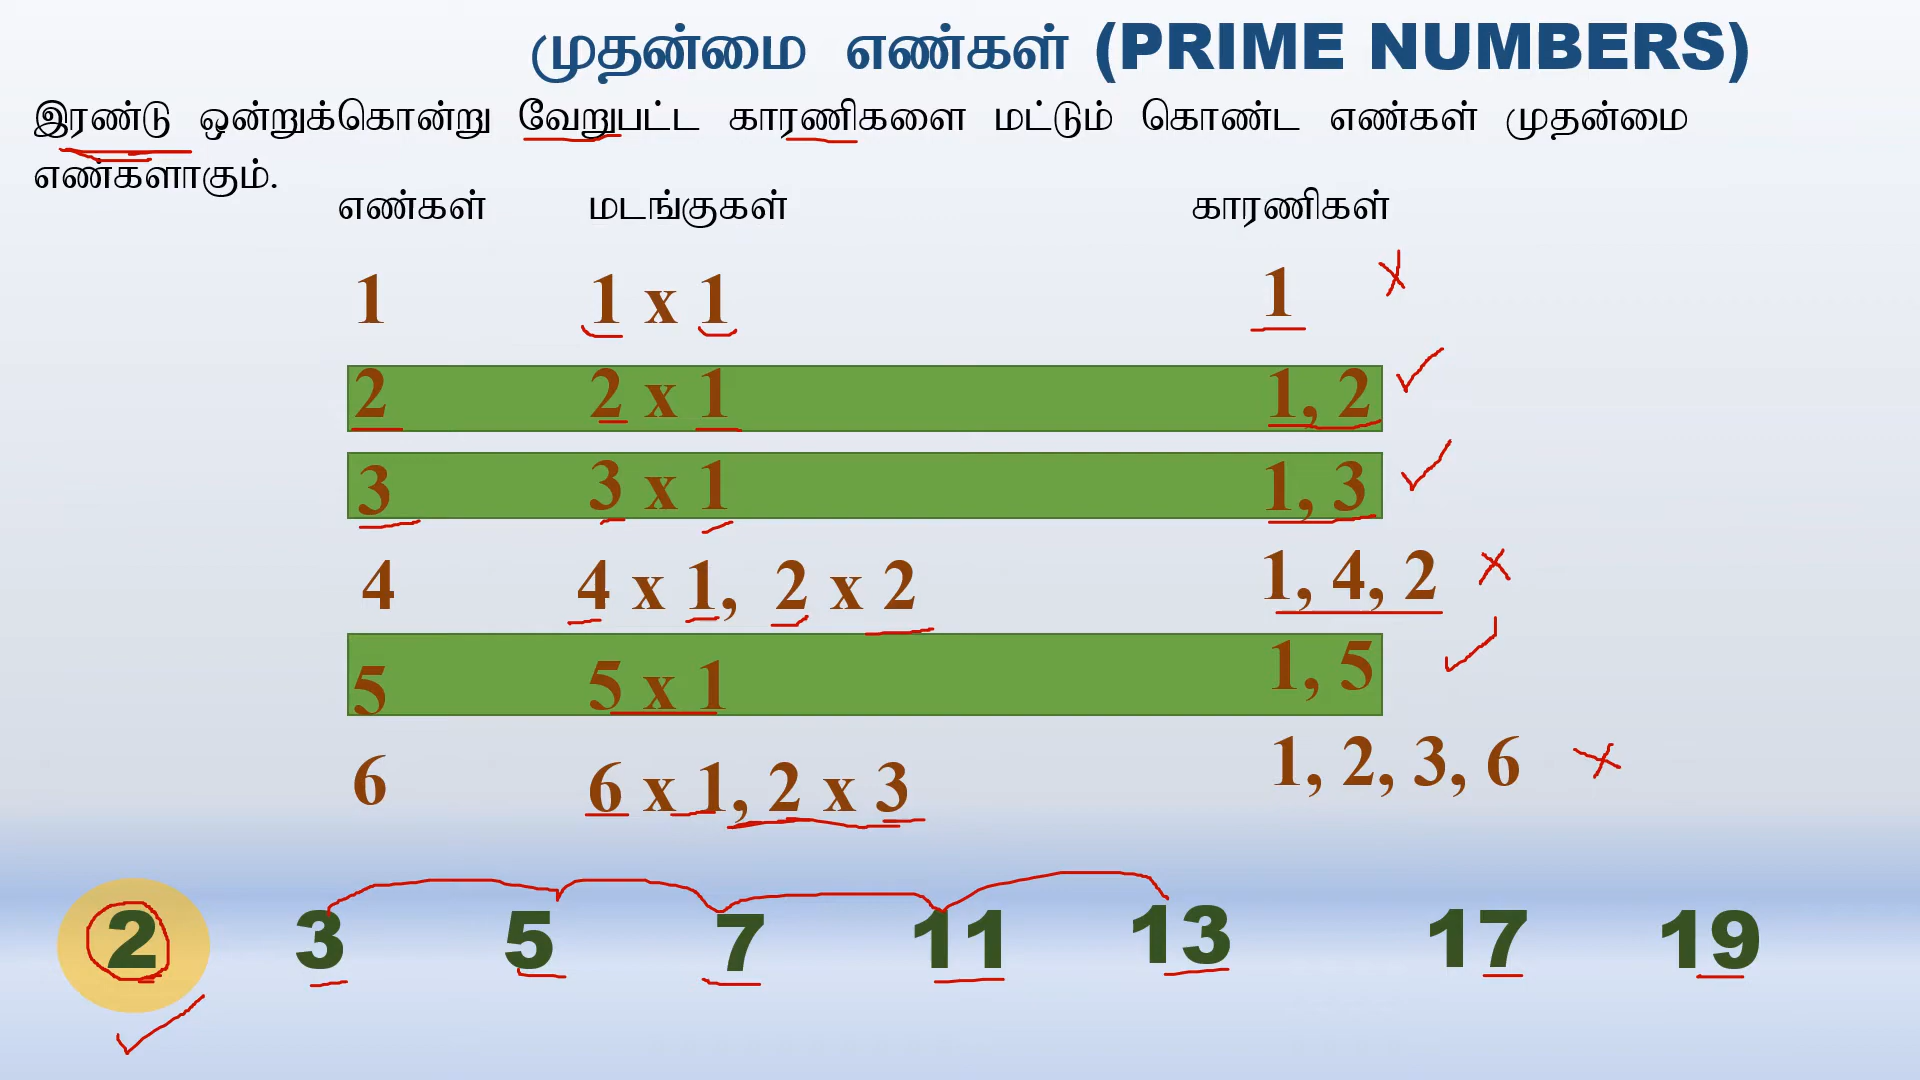 முதன்மை எண்கள் (PRIME NUMBERS)
இரண்டு ஒன்றுக்கொன்று வேறுபட்ட காரணிகளை மட்டும் கொண்ட எண்கள் முதன்மை
எண்களாகும்.
எண்கள் மடங்குகள் காரணிகள்
1 1 x 1 1
2 2 x 1 1, 2
3 3 x 1 1, 3
4 4 x 1, 2 x 2 1, 4, 2
5 5 x 1 1, 5
6 6 x 1, 2 x 3 1, 2, 3, 6
2 3 5 7 11 13 17 19